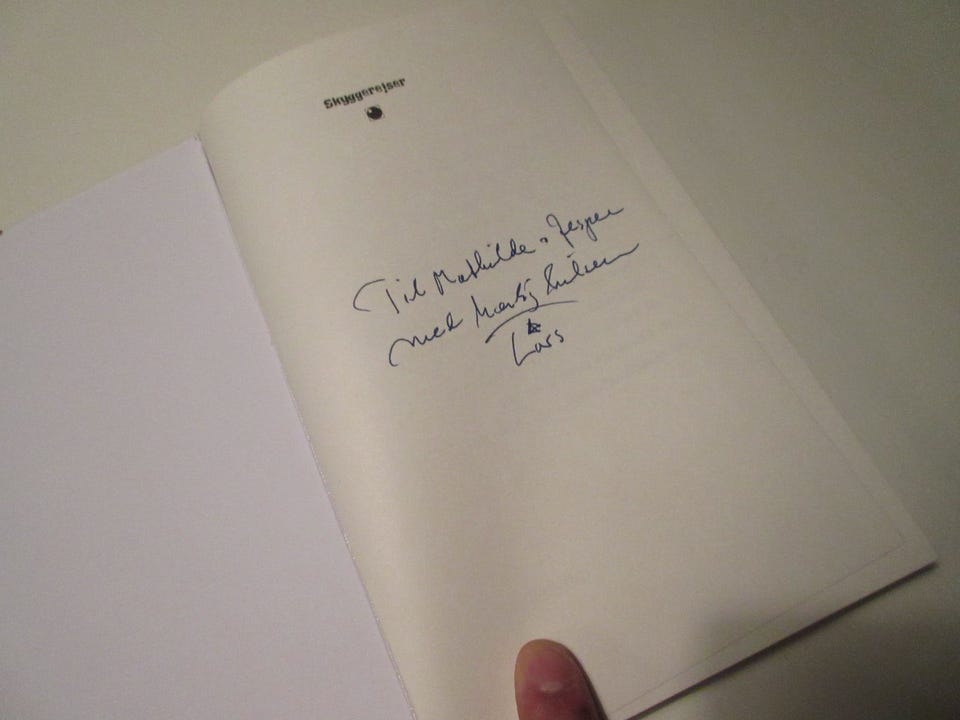 Skyggerejser
Til Mathilde & Jesper
med
Lars